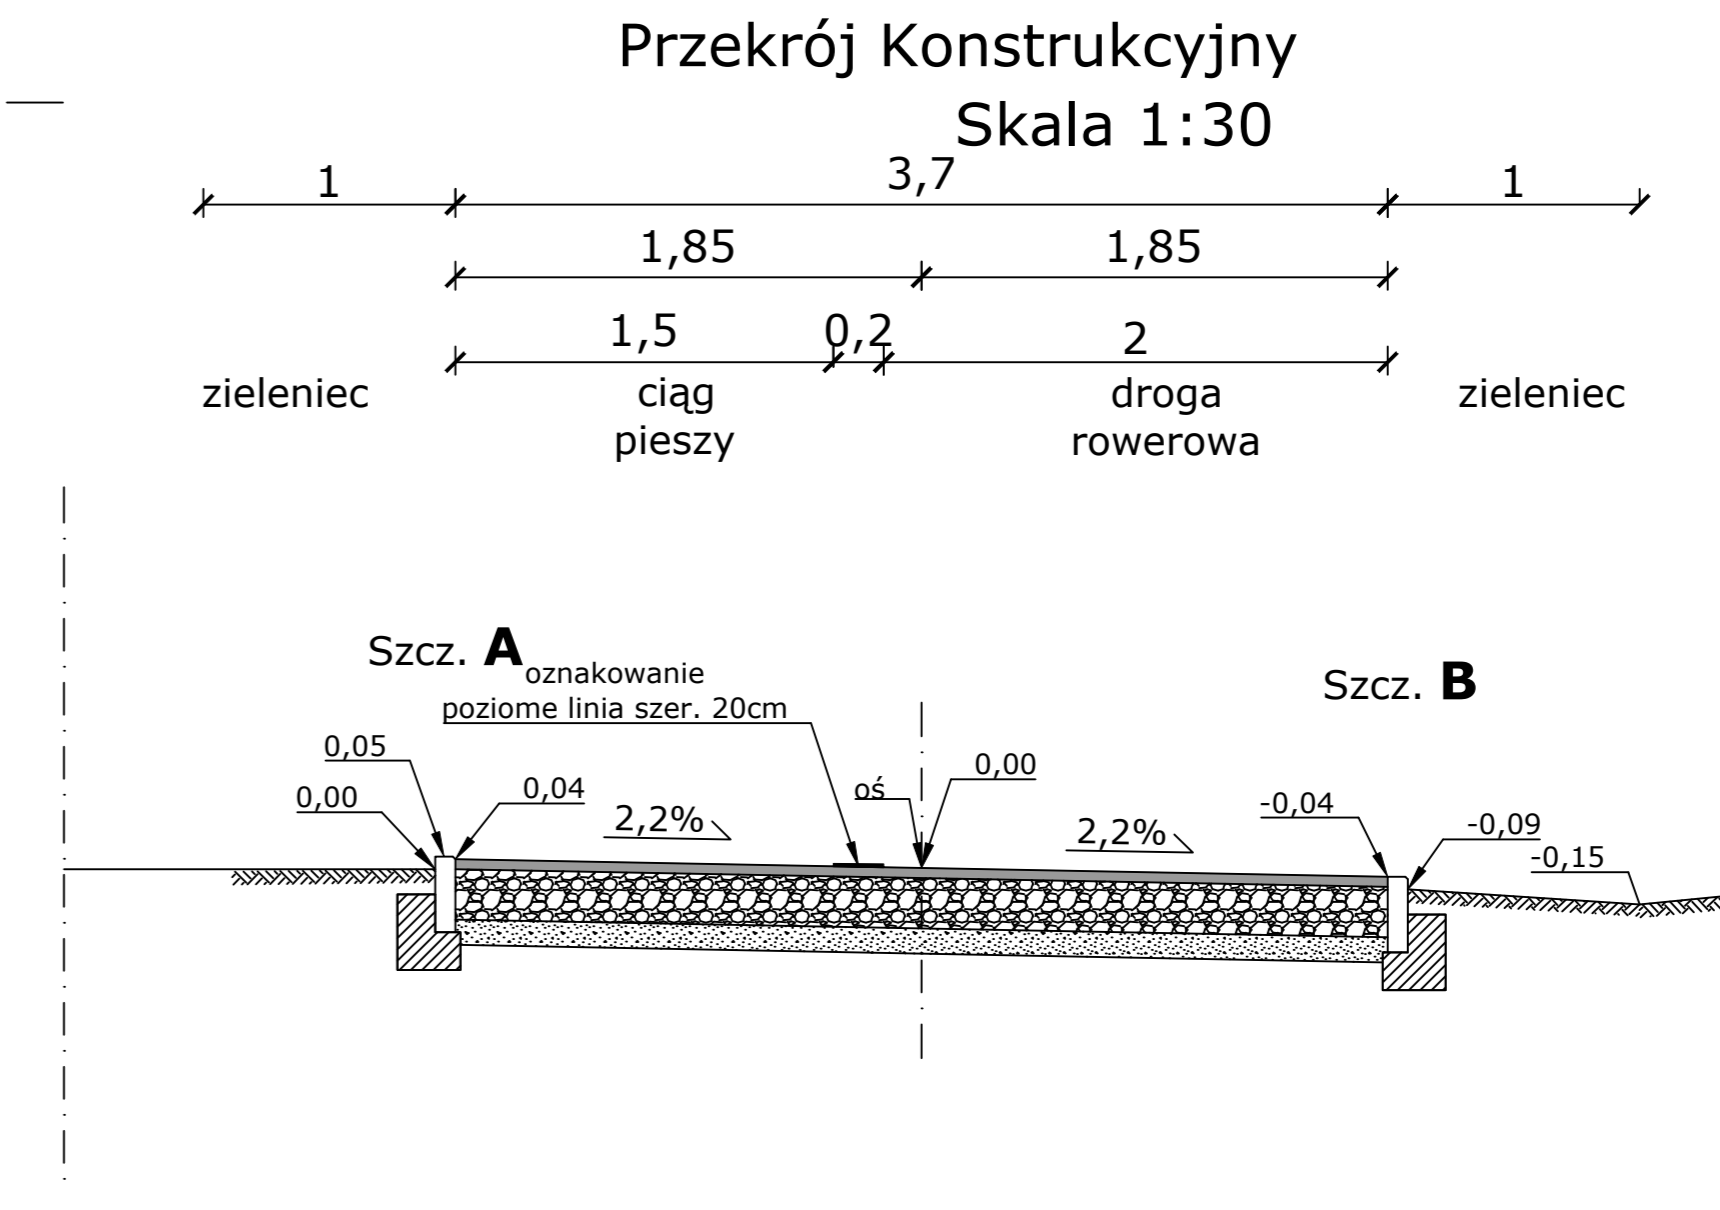 Przekrój Konstrukcyjny
Skala 1:30
1
3,7
1
1,85
1,85
1,5
0,2
2
zieleniec
ciąg
pieszy
droga
rowerowa
zieleniec
Szcz. A
oznakowanie
poziome linia szer. 20cm
Szcz. B
0,05
0,00
0,04
2,2%
oś
0,00
2,2%
-0,04
-0,09
-0,15